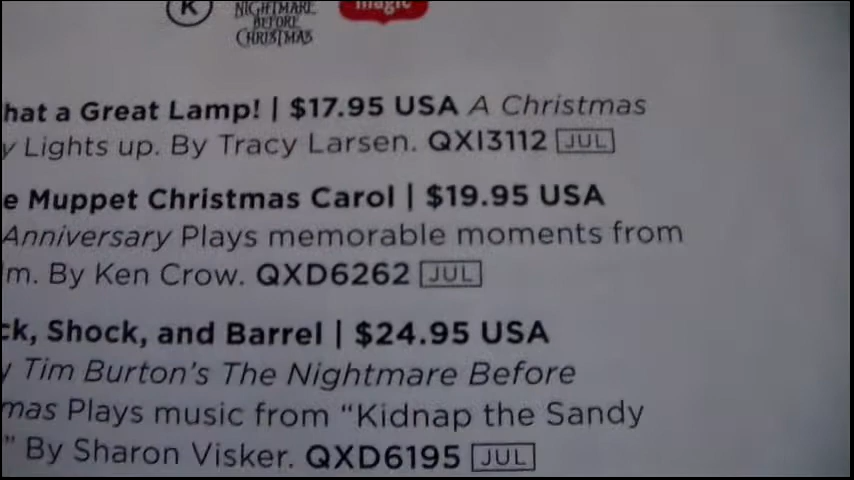 K
NIGHTMARE
BEFORE
CHRISTMAS
magic
hat a Great Lamp! | $17.95 USA A Christmas
y Lights up. By Tracy Larsen. QXI3112 JUL
e Muppet Christmas Carol | $19.95 USA
Anniversary Plays memorable moments from
m. By Ken Crow. QXD6262 JUL
ck, Shock, and Barrel | $24.95 USA
y Tim Burton's The Nightmare Before
mas Plays music from “Kidnap the Sandy
” By Sharon Visker. QXD6195 JUL